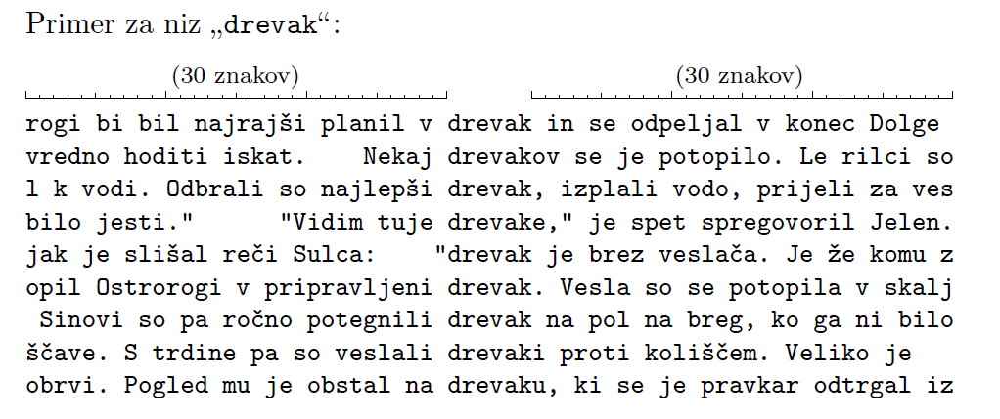 Primer za niz „drevak“:
(30 znakov) (30 znakov)
rogi bi bil najrajši planil v drevak in se odpeljal v konec Dolge
vredno hoditi iskat.    Nekaj drevakov se je potopilo. Le rilci so
l k vodi. Odbrali so najlepši drevak, izplali vodo, prijeli za ves
bilo jesti."      "Vidim tuje drevake," je spet spregovoril Jelen.
jak je slišal reči Sulca:    "drevak je brez veslača. Je že komu z
opil Ostrorogi v pripravljeni drevak. Vesla so se potopila v skalj
 Sinovi so pa ročno potegnili drevak na pol na breg, ko ga ni bilo
ščave. S trdine pa so veslali drevaki proti koliščem. Veliko je
obrvi. Pogled mu je obstal na drevaku, ki se je pravkar odtrgal iz